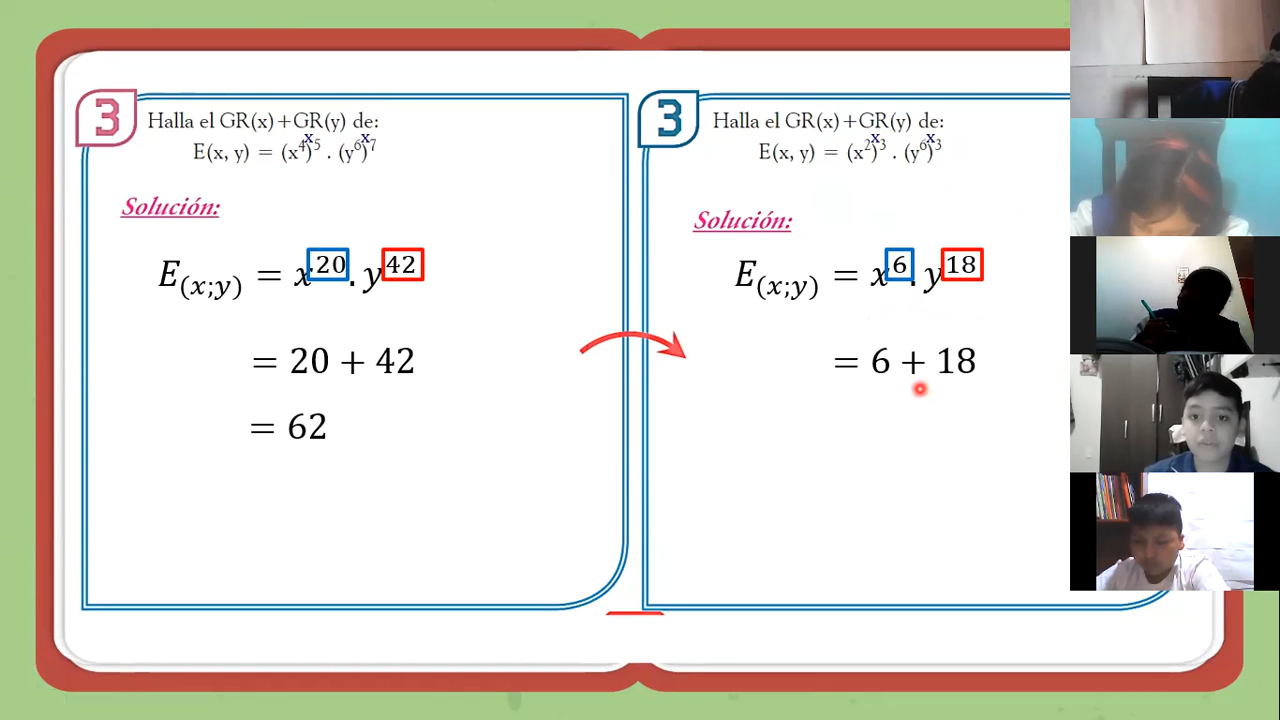 3
Halla el GR(x)+GR(y) de:
x x
E(x, y) = (x⁴)⁵ . (y⁶)⁷
Solución:
E(x;y) = x²⁰ . y⁴²
= 20 + 42
= 62
3
Halla el GR(x)+GR(y) de:
x x
E(x, y) = (x²)³ . (y⁶)³
Solución:
E(x;y) = x⁶ . y¹⁸
= 6 + 18